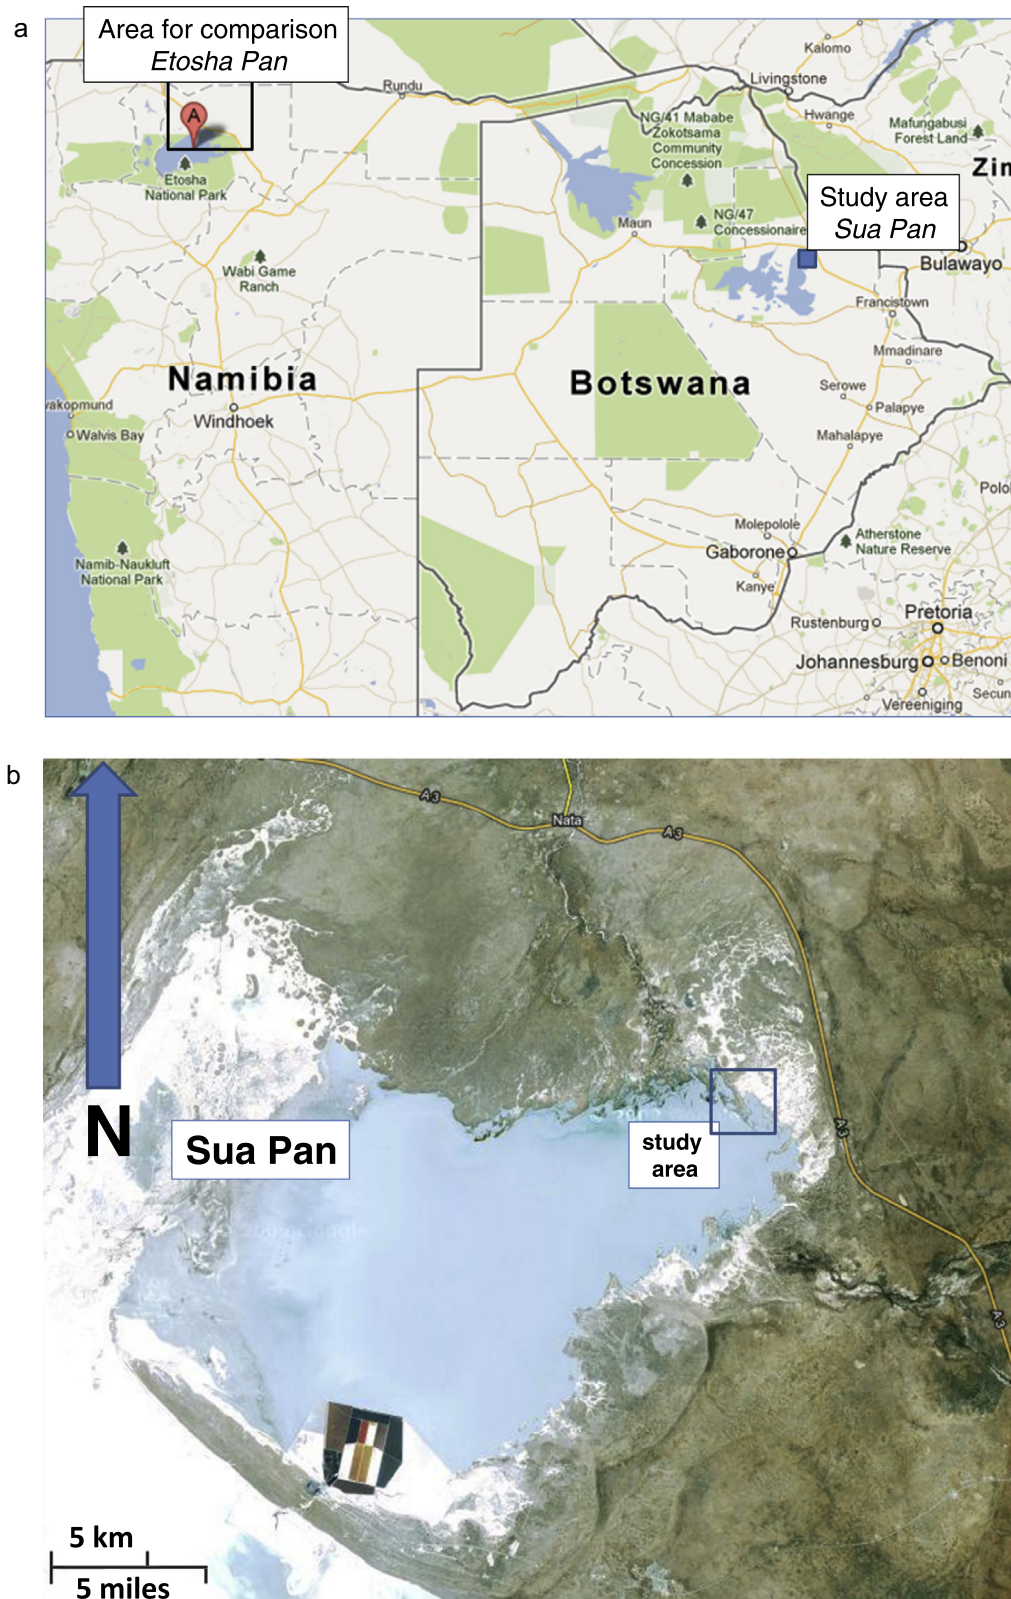 a
Area for comparison
Etosha Pan
A
Rundu
Etosha
National Park
Wabi Game
Ranch
Namibia
Windhoek
vakopmund
Walvis Bay
Namib-Naukluft
National Park
Kalomo
Livingstone
Hwange
NG/41 Mababe
Zokotsama
Community
Concession
Mafungabusi
Forest Land
Zim
Study area
Sua Pan
NG/47
Concessionaire
Maun
Bulawayo
Francistown
Mmadinare
Botswana
Serowe
Palapye
Mahalapye
Polo
Molepolole
Gaborone
Atherstone
Nature Reserve
Kanye
Rustenburg
Pretoria
Johannesburg
Benoni
Secun
Vereeniging
b
A3
Nata
A3
N
Sua Pan
study
area
A3
A3
5 km
5 miles